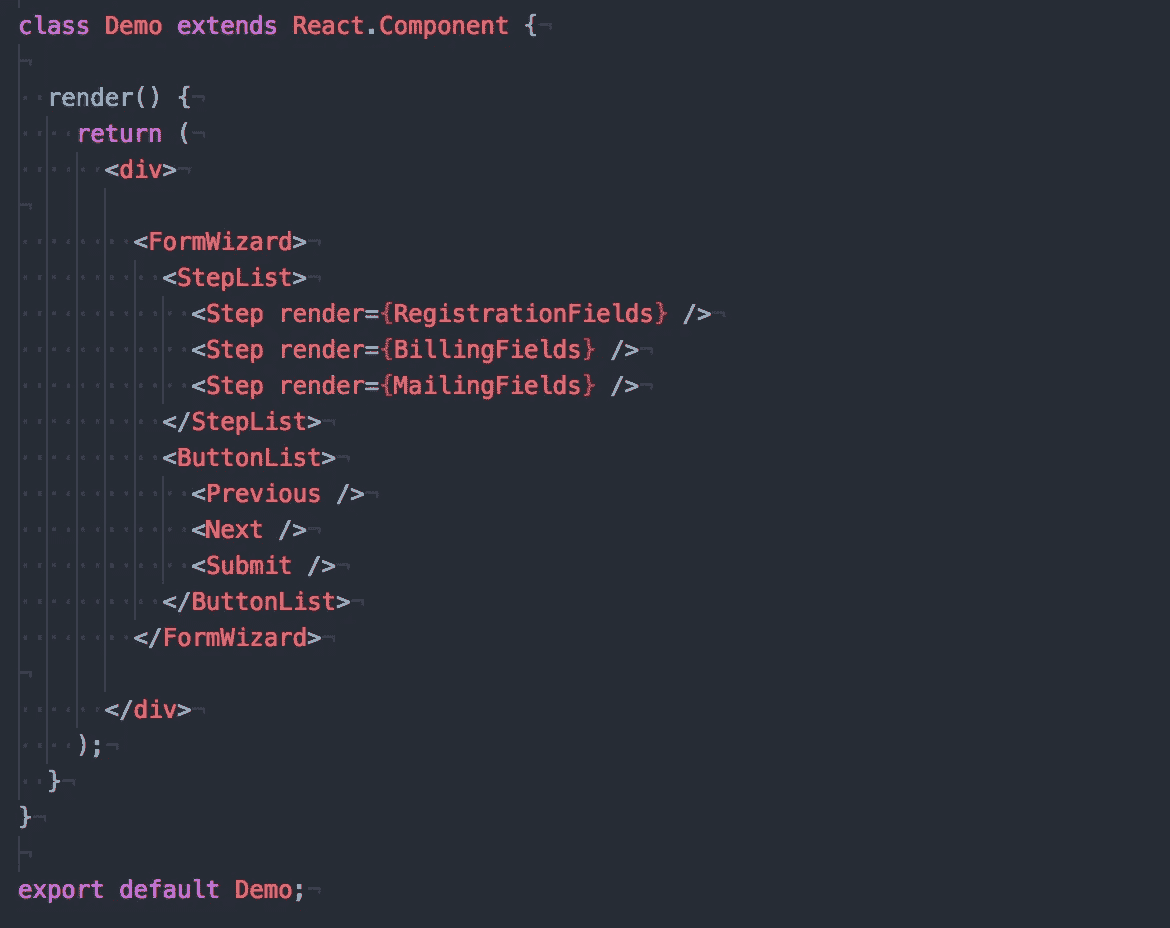 class Demo extends React.Component {
render() {
return (
<div>
<FormWizard>
<StepList>
<Step render={RegistrationFields} />
<Step render={BillingFields} />
<Step render={MailingFields} />
</StepList>
<ButtonList>
<Previous />
<Next />
<Submit />
</ButtonList>
</FormWizard>
</div>
);
}
}
export default Demo;